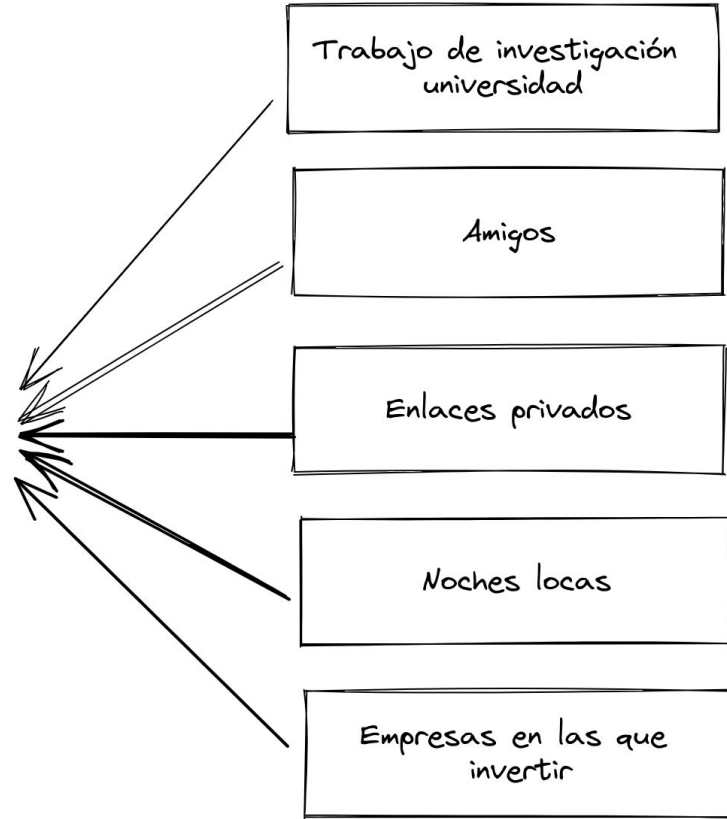 Trabajo de investigación
universidad
Amigos
Enlaces privados
Noches locas
Empresas en las que
invertir